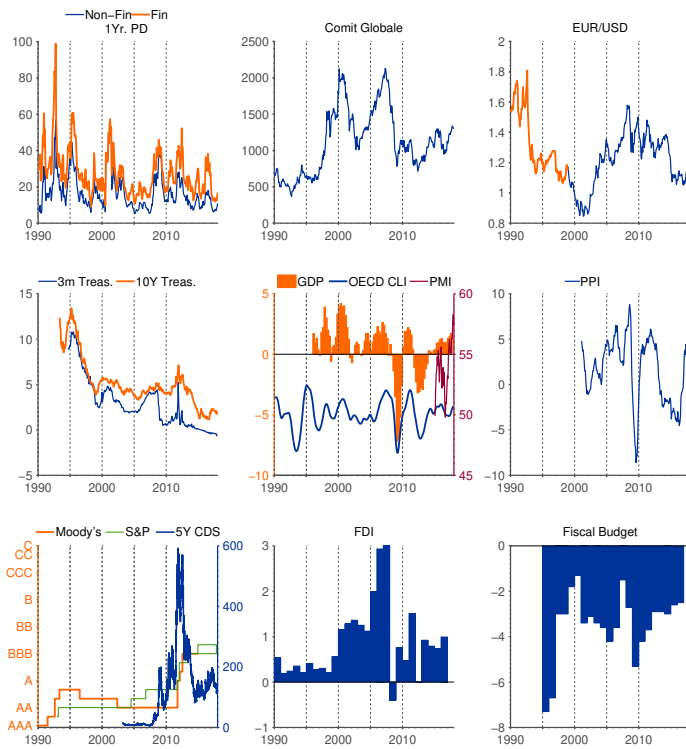 Non-Fin Fin
1Yr. PD
Comit Globale
EUR/USD
100
80
60
40
20
0
1990 2000 2010
2500
2000
1500
1000
500
0
1990 2000 2010
2
1.8
1.6
1.4
1.2
1
0.8
1990 2000 2010
3m Treas. 10Y Treas.
GDP OECD CLI PMI
PPI
15
10
5
0
-5
1990 2000 2010
5
0
-5
-10
60
55
50
45
1990 2000 2010
10
5
0
-5
-10
1990 2000 2010
Moody's S&P 5Y CDS
FDI
Fiscal Budget
C
CC
CCC
B
BB
BBB
A
AA
AAA
600
400
200
0
1990 2000 2010
3
2
1
0
-1
1990 2000 2010
0
-2
-4
-6
-8
1990 2000 2010